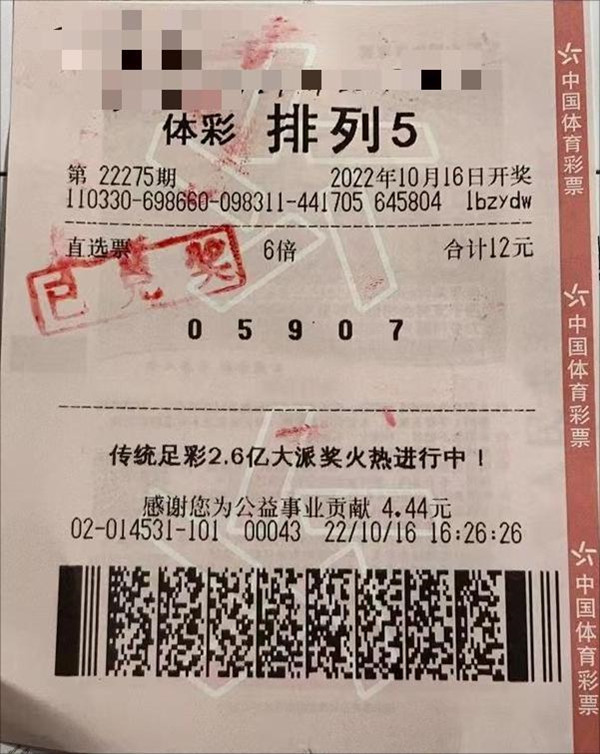 体彩 排列5
第 22275期 2022年10月16日开奖
110330-698660-098311-441705 645804 lbzydw
直选票 6倍 合计12元
已兑奖
0 5 9 0 7
传统足彩2.6亿大派奖火热进行中！
感谢您为公益事业贡献 4.44元
02-014531-101 00043 22/10/16 16:26:26
中国体育彩票
中国体育彩票
中国体育彩票